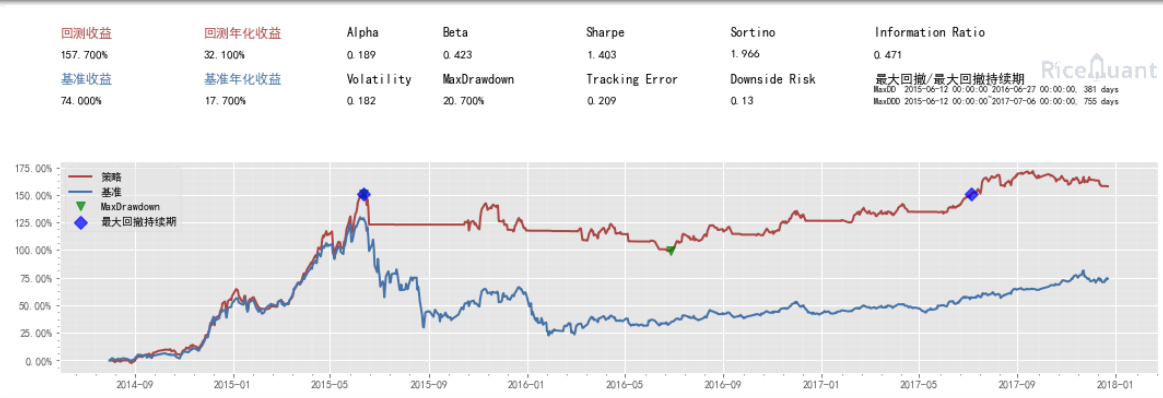 回测收益 回测年化收益 Alpha Beta Sharpe Sortino Information Ratio
157.700% 32.100% 0.189 0.423 1.403 1.966 0.471
基准收益 基准年化收益 Volatility MaxDrawdown Tracking Error Downside Risk 最大回撤/最大回撤持续期
74.000% 17.700% 0.182 20.700% 0.209 0.13
MaxDD 2015-06-12 00:00:00~2016-06-27 00:00:00, 381 days
MaxDDD 2015-06-12 00:00:00~2017-07-06 00:00:00, 755 days
RiceQuant
175.00%
150.00%
125.00%
100.00%
75.00%
50.00%
25.00%
0.00%
策略
基准
MaxDrawdown
最大回撤持续期
2014-09 2015-01 2015-05 2015-09 2016-01 2016-05 2016-09 2017-01 2017-05 2017-09 2018-01